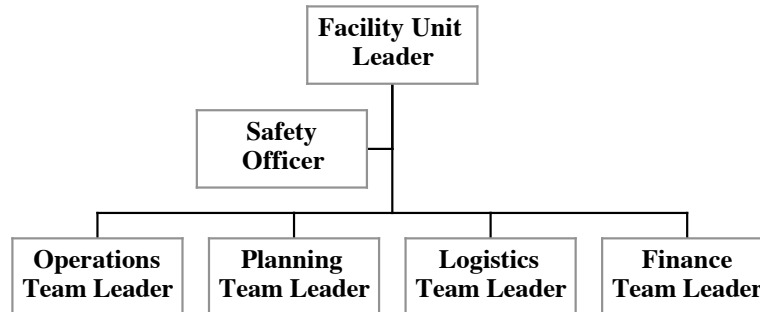 Facility Unit
Leader
Safety
Officer
Operations
Team Leader
Planning
Team Leader
Logistics
Team Leader
Finance
Team Leader